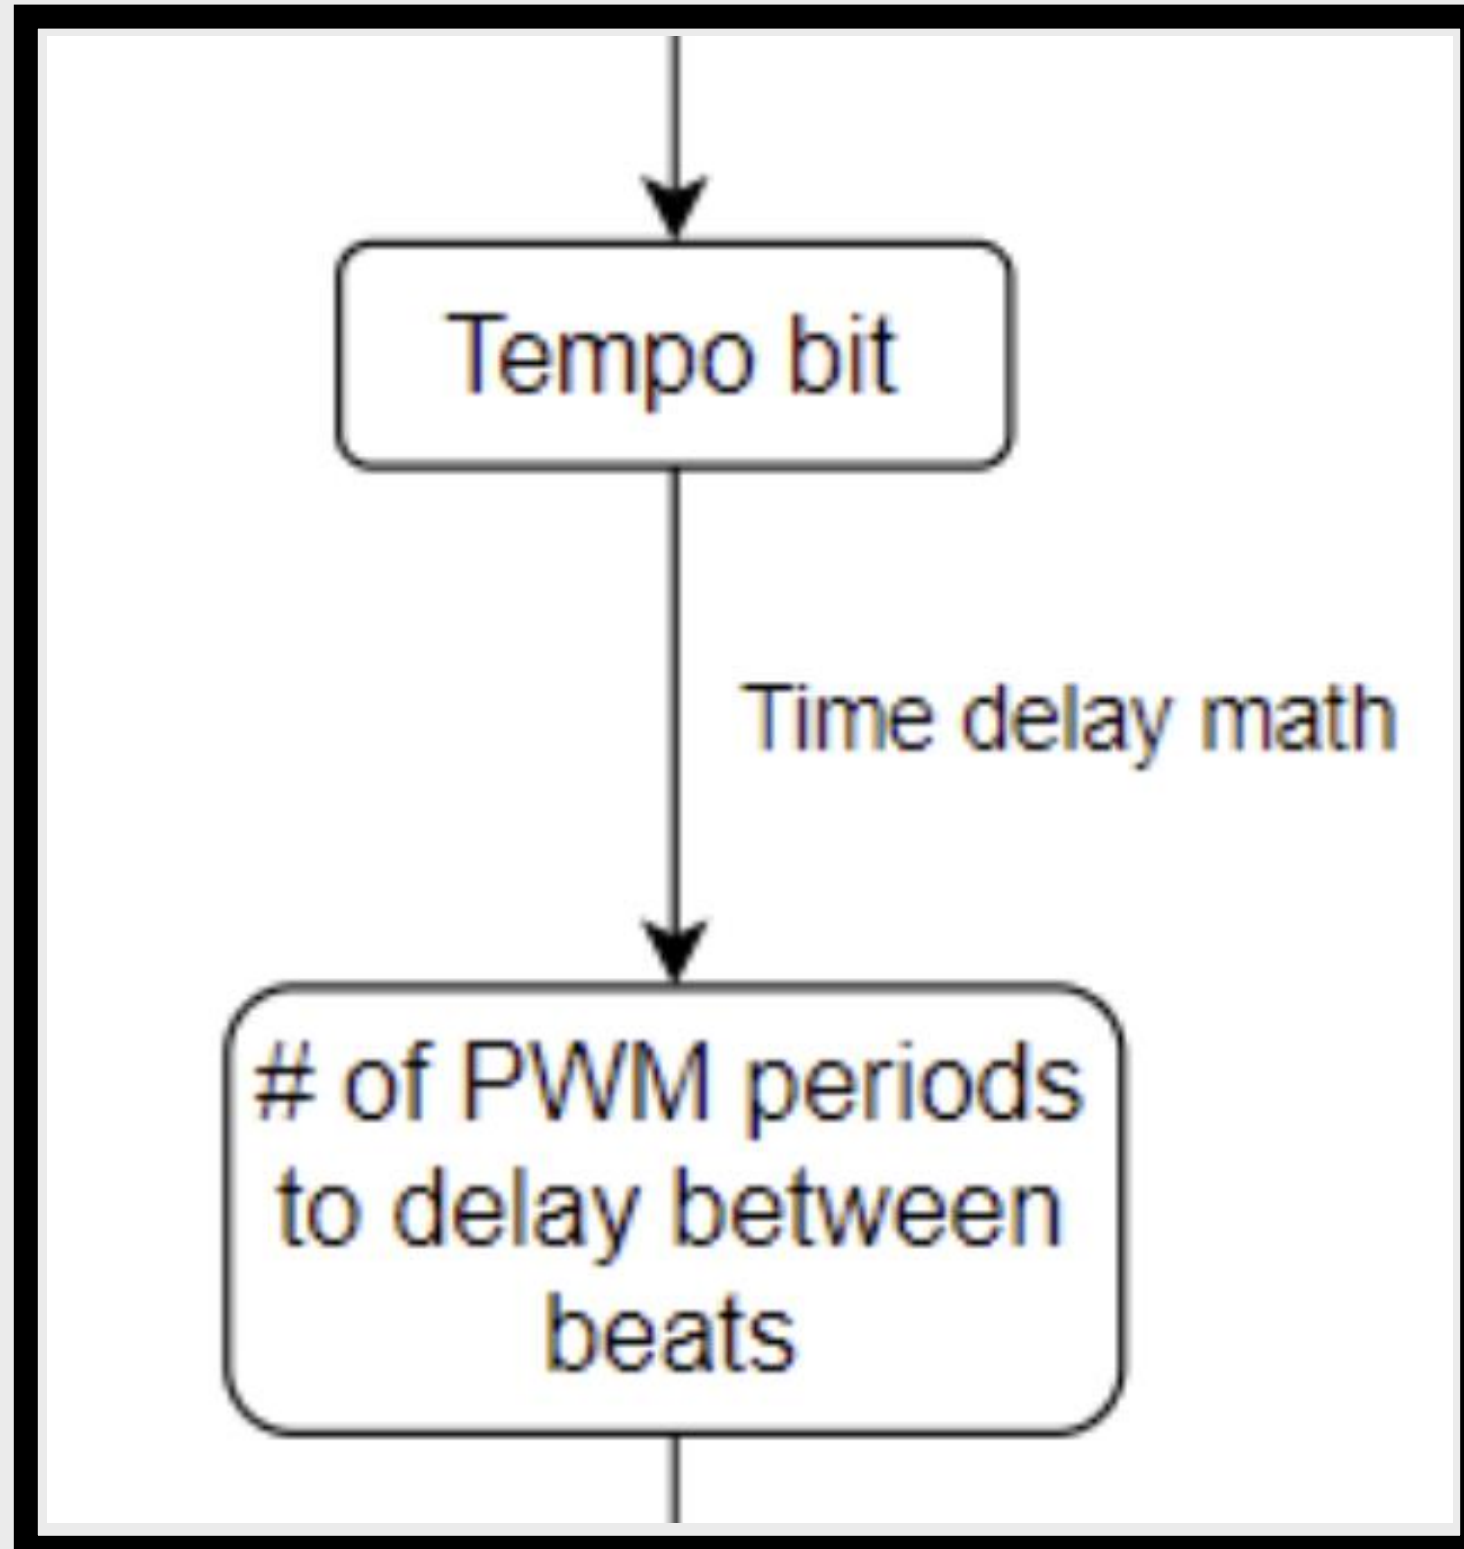 Tempo bit
Time delay math
# of PWM periods
to delay between
beats